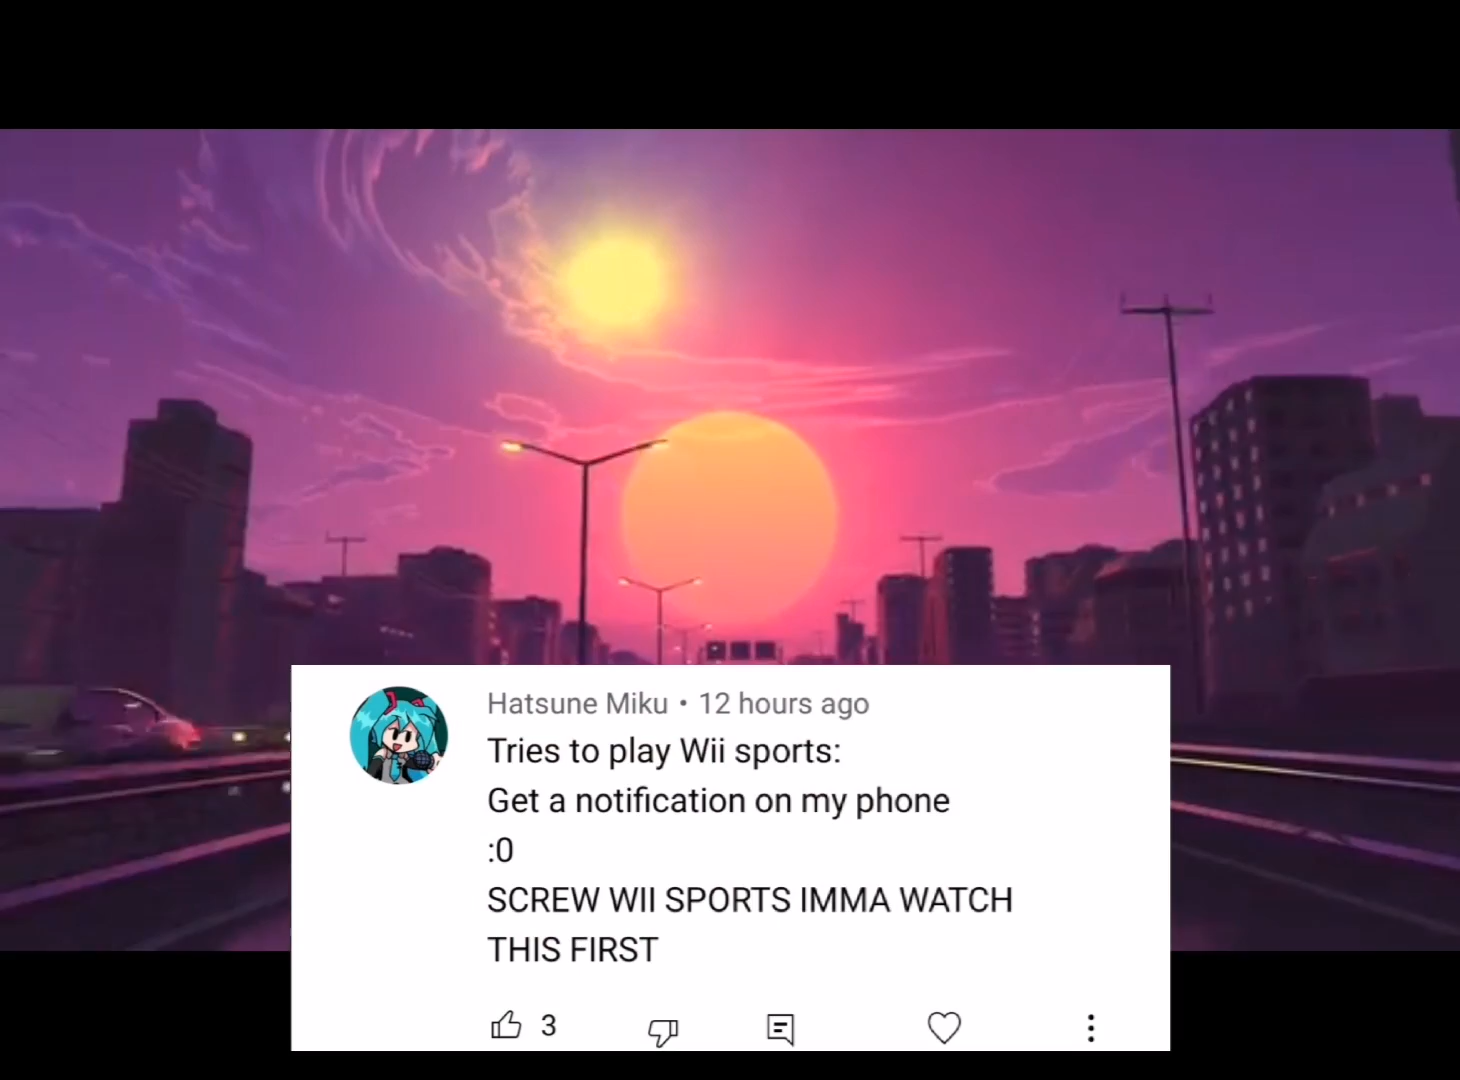 Hatsune Miku • 12 hours ago
Tries to play Wii sports:
Get a notification on my phone
:0
SCREW WII SPORTS IMMA WATCH
THIS FIRST
3